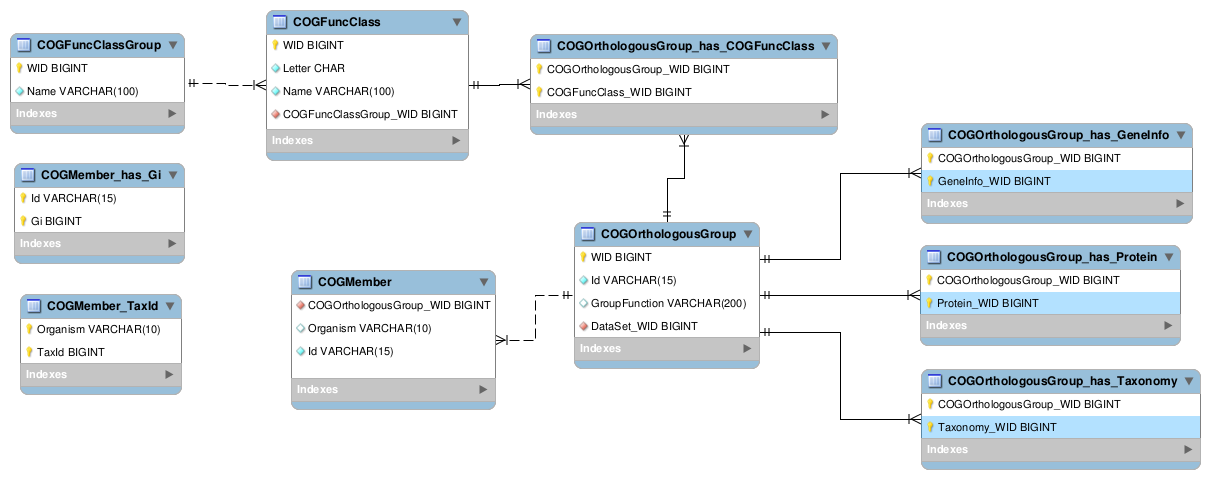 COGFuncClassGroup
WID BIGINT
Name VARCHAR(100)
Indexes
COGFuncClass
WID BIGINT
Letter CHAR
Name VARCHAR(100)
COGFuncClassGroup_WID BIGINT
Indexes
COGOrthologousGroup_has_COGFuncClass
COGOrthologousGroup_WID BIGINT
COGFuncClass_WID BIGINT
Indexes
COGOrthologousGroup_has_GeneInfo
COGOrthologousGroup_WID BIGINT
GeneInfo_WID BIGINT
Indexes
COGMember_has_Gi
Id VARCHAR(15)
Gi BIGINT
Indexes
COGOrthologousGroup
WID BIGINT
Id VARCHAR(15)
GroupFunction VARCHAR(200)
DataSet_WID BIGINT
Indexes
COGOrthologousGroup_has_Protein
COGOrthologousGroup_WID BIGINT
Protein_WID BIGINT
Indexes
COGMember
COGOrthologousGroup_WID BIGINT
Organism VARCHAR(10)
Id VARCHAR(15)
Indexes
COGMember_TaxId
Organism VARCHAR(10)
TaxId BIGINT
Indexes
COGOrthologousGroup_has_Taxonomy
COGOrthologousGroup_WID BIGINT
Taxonomy_WID BIGINT
Indexes